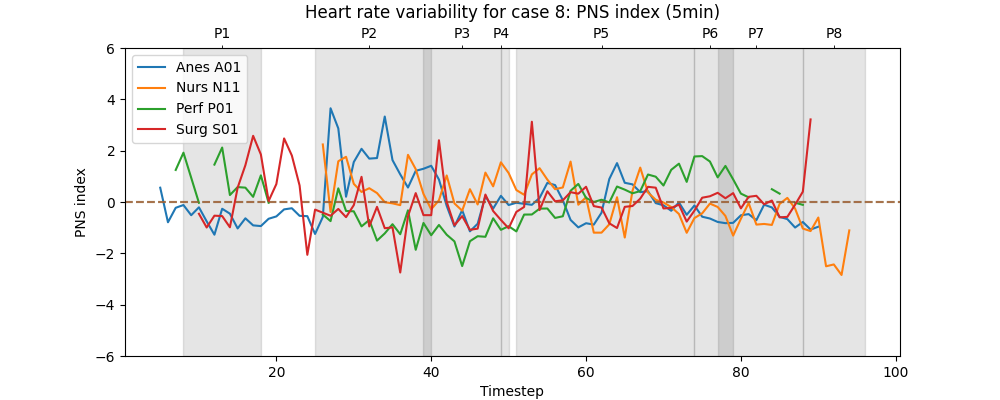 Heart rate variability for case 8: PNS index (5min)
P1 P2 P3 P4 P5 P6 P7 P8
6
4
2
0
−2
−4
−6
PNS index
Anes A01
Nurs N11
Perf P01
Surg S01
20 40 60 80 100
Timestep